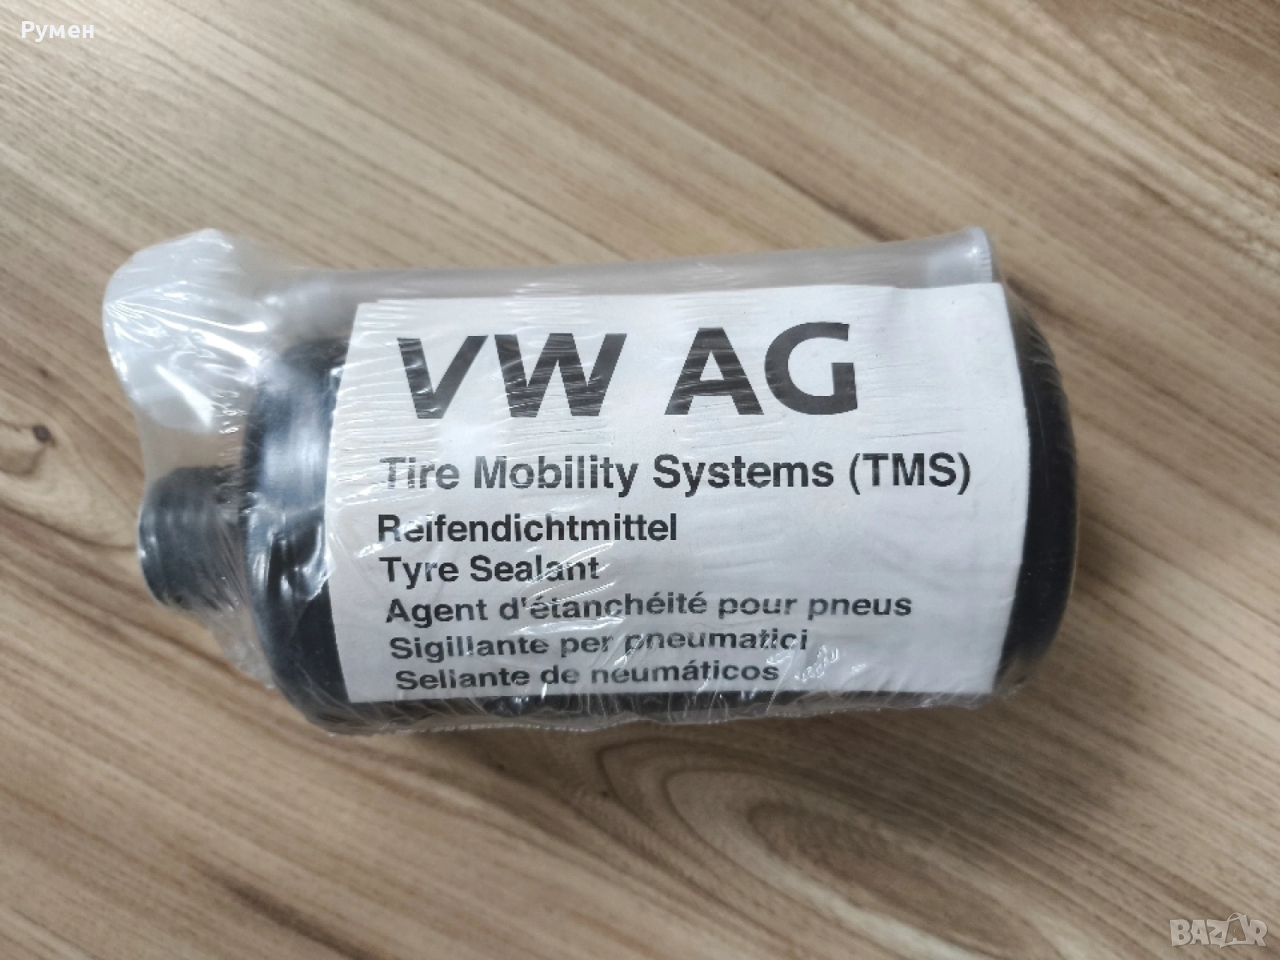 Румен
VW AG
Tire Mobility Systems (TMS)
Reifendichtmittel
Tyre Sealant
Agent d'étanchéité pour pneus
Sigillante per pneumatici
Sellante de neumáticos
BAZAR